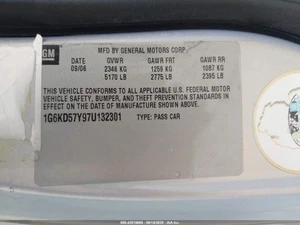 GM
MFD BY GENERAL MOTORS CORP
DATE GVWR GAWR FRT GAWR RR
09/06 2346 KG 1259 KG 1087 KG
5170 LB 2775 LB 2395 LB
THIS VEHICLE CONFORMS TO ALL APPLICABLE U.S. FEDERAL MOTOR
VEHICLE SAFETY, BUMPER, AND THEFT PREVENTION STANDARDS IN
EFFECT ON THE DATE OF MANUFACTURE SHOWN ABOVE.
1G6KD57Y97U132301 TYPE: PASS CAR